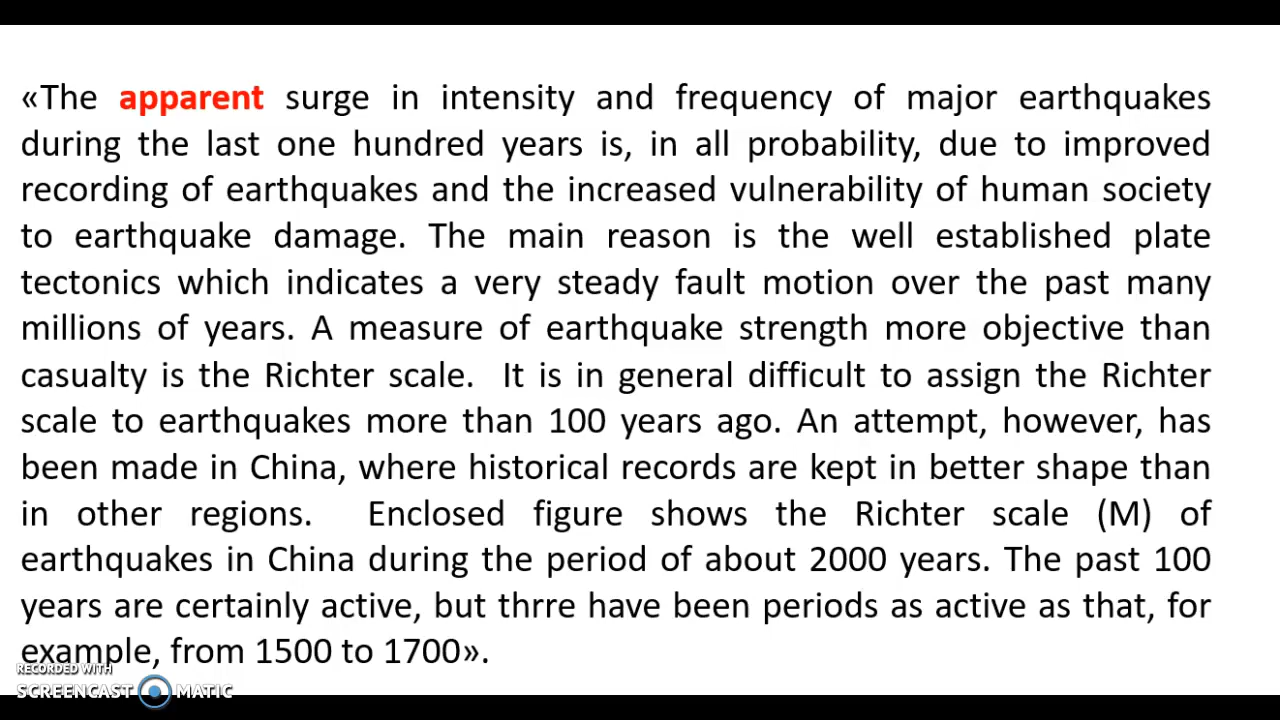 «The apparent surge in intensity and frequency of major earthquakes
during the last one hundred years is, in all probability, due to improved
recording of earthquakes and the increased vulnerability of human society
to earthquake damage. The main reason is the well established plate
tectonics which indicates a very steady fault motion over the past many
millions of years. A measure of earthquake strength more objective than
casualty is the Richter scale. It is in general difficult to assign the Richter
scale to earthquakes more than 100 years ago. An attempt, however, has
been made in China, where historical records are kept in better shape than
in other regions. Enclosed figure shows the Richter scale (M) of
earthquakes in China during the period of about 2000 years. The past 100
years are certainly active, but thrre have been periods as active as that, for
example, from 1500 to 1700».
RECORDED WITH
SCREENCAST MATIC